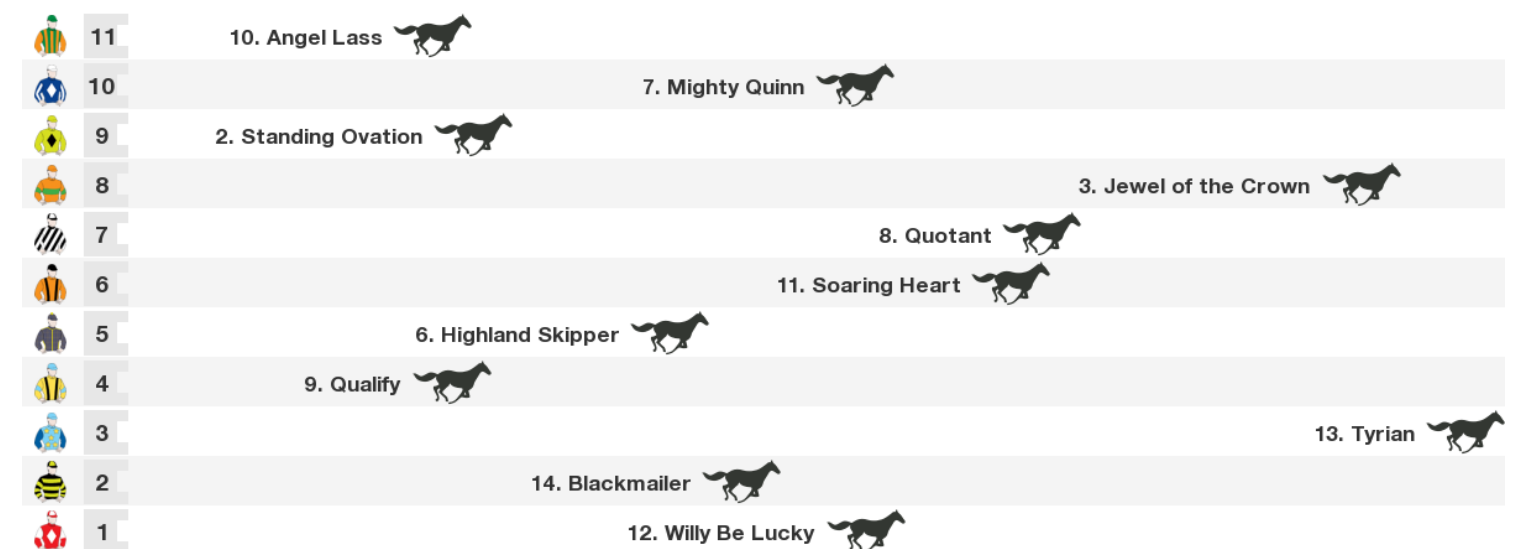 11 10. Angel Lass
10 7. Mighty Quinn
9 2. Standing Ovation
8 3. Jewel of the Crown
7 8. Quotant
6 11. Soaring Heart
5 6. Highland Skipper
4 9. Qualify
3 13. Tyrian
2 14. Blackmailer
1 12. Willy Be Lucky